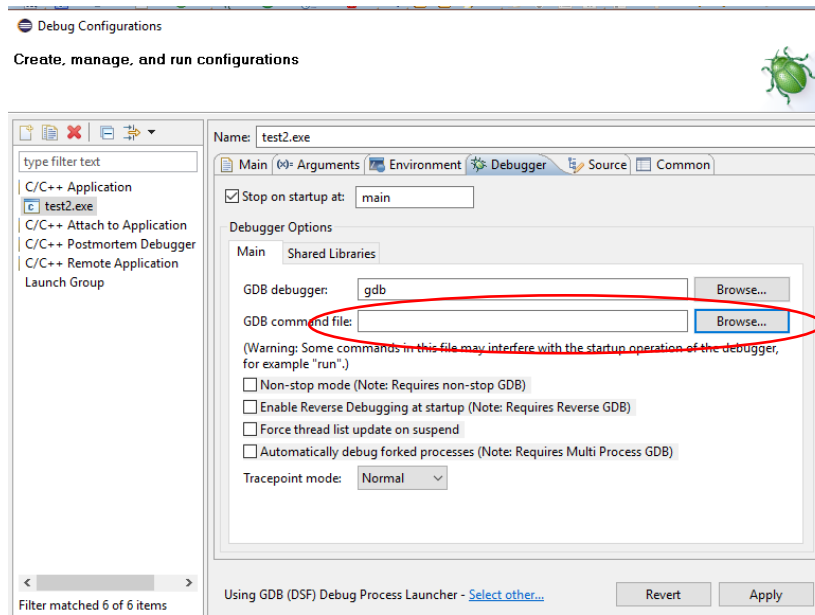 Debug Configurations
Create, manage, and run configurations
type filter text
C/C++ Application
test2.exe
C/C++ Attach to Application
C/C++ Postmortem Debugger
C/C++ Remote Application
Launch Group
Filter matched 6 of 6 items
Name: test2.exe
Main (x)= Arguments Environment Debugger Source Common
Stop on startup at: main
Debugger Options
Main Shared Libraries
GDB debugger: gdb Browse...
GDB command file: Browse...
(Warning: Some commands in this file may interfere with the startup operation of the debugger,
for example "run".)
Non-stop mode (Note: Requires non-stop GDB)
Enable Reverse Debugging at startup (Note: Requires Reverse GDB)
Force thread list update on suspend
Automatically debug forked processes (Note: Requires Multi Process GDB)
Tracepoint mode: Normal
Using GDB (DSF) Debug Process Launcher - Select other... Revert Apply